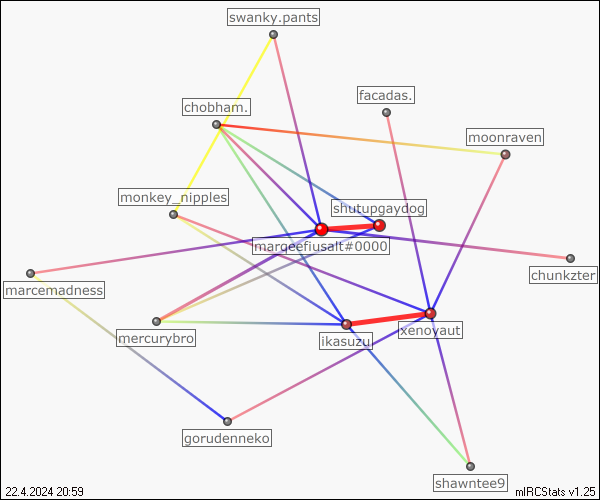 swanky.pants
facadas.
chobham.
moonraven
monkey_nipples
shutupgaydog
margeefiusalt#0000
chunkzter
marcemadness
xenoyaut
mercurybro
ikasuzu
gorudenneko
shawntee9
22.4.2024 20:59
mIRCStats v1.25